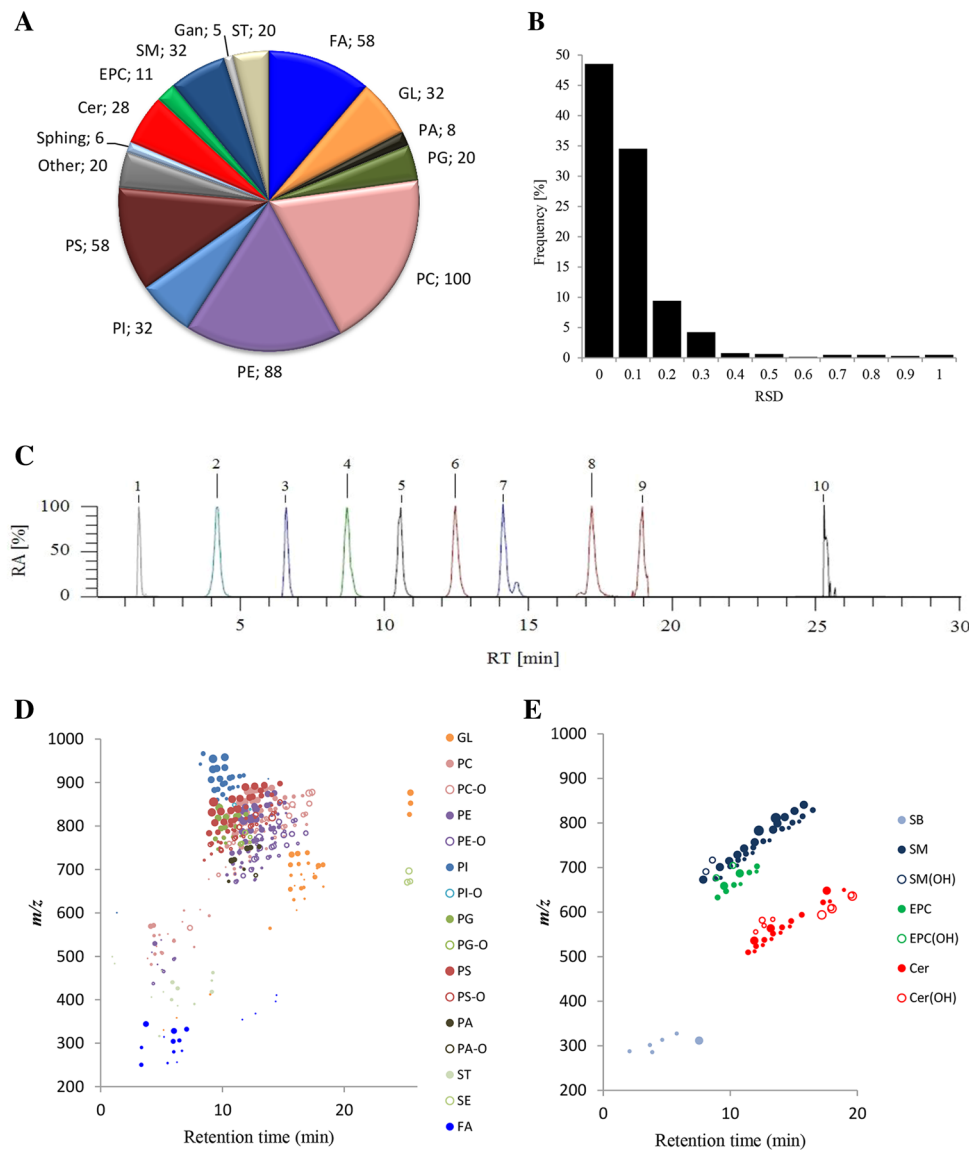 A
Gan; 5
ST; 20
SM; 32
FA; 58
EPC; 11
GL; 32
Cer; 28
PA; 8
Sphing; 6
PG; 20
Other; 20
PS; 58
PC; 100
PI; 32
PE; 88
B
50
45
40
35
30
25
20
15
10
5
0
Frequency [%]
0 0.1 0.2 0.3 0.4 0.5 0.6 0.7 0.8 0.9 1
RSD
C
1 2 3 4 5 6 7 8 9 10
100
50
0
RA [%]
5 10 15 20 25 30
RT [min]
D
1000
900
800
700
600
500
400
300
200
m/z
0 10 20
Retention time (min)
GL
PC
PC-O
PE
PE-O
PI
PI-O
PG
PG-O
PS
PS-O
PA
PA-O
ST
SE
FA
E
1000
900
800
700
600
500
400
300
200
m/z
0 10 20
Retention time (min)
SB
SM
SM(OH)
EPC
EPC(OH)
Cer
Cer(OH)